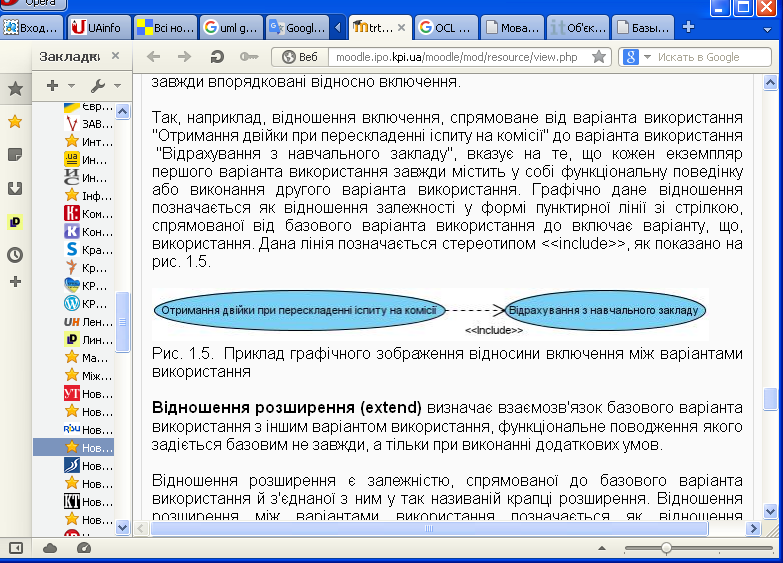 Opera
Вход...
UAinfo
Всі но...
uml g...
Googl...
trt...
OCL ...
Мова...
Об'єк...
Базы...
Закладки
Веб
moodle.ipo.kpi.ua/moodle/mod/resource/view.php
Искать в Google
Євр...
ЗАВ...
Инт...
Ин...
Ин...
Інф...
Ком...
Кон...
Кра...
Кр...
КР...
КР...
Лен...
Лин...
Ма...
Між...
Нов...
Нов...
Нов...
Нов...
Нов...
Нов...
Нов...
Нов...
Нов...
завжди впорядковані відносно включення.
Так, наприклад, відношення включення, спрямоване від варіанта використання
"Отримання двійки при перескладенні іспиту на комісії" до варіанта використання
"Відрахування з навчального закладу", вказує на те, що кожен екземпляр
першого варіанта використання завжди містить у собі функціональну поведінку
або виконання другого варіанта використання. Графічно дане відношення
позначається як відношення залежності у формі пунктирної лінії зі стрілкою,
спрямованої від базового варіанта використання до включає варіанту, що,
використання. Дана лінія позначається стереотипом <<include>>, як показано на
рис. 1.5.
Отримання двійки при перескладенні іспиту на комісії
Відрахування з навчального закладу
<<Include>>
Рис. 1.5. Приклад графічного зображення відносини включення між варіантами
використання
Відношення розширення (extend) визначає взаємозв'язок базового варіанта
використання з іншим варіантом використання, функціональне поводження якого
задіється базовим не завжди, а тільки при виконанні додаткових умов.
Відношення розширення є залежністю, спрямованої до базового варіанта
використання й з'єднаної з ним у так названій крапці розширення. Відношення
розширення між варіантами використання позначається як відношення